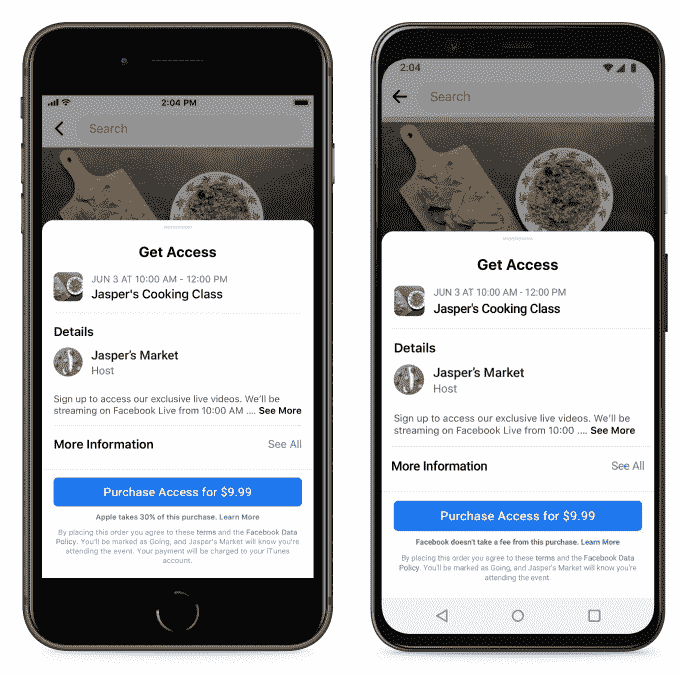 2:04 PM
Search
Get Access
JUN 3 AT 10:00 AM - 12:00 PM
Jasper's Cooking Class
Details
Jasper's Market
Host
Sign up to access our exclusive live videos. We'll be
streaming on Facebook Live from 10:00 AM .... See More
More Information
See All
Purchase Access for $9.99
Apple takes 30% of this purchase. Learn More
By placing this order you agree to these terms and the Facebook Data
Policy. You'll be marked as Going, and Jasper's Market will know you're
attending the event. Your payment will be charged to your iTunes
account.
2:04
Search
Get Access
JUN 3 AT 10:00 AM - 12:00 PM
Jasper's Cooking Class
Details
Jasper's Market
Host
Sign up to access our exclusive live videos. We'll be
streaming on Facebook Live from 10:00 .... See More
More Information
See All
Purchase Access for $9.99
Facebook doesn't take a fee from this purchase. Learn More
By placing this order you agree to these terms and the Facebook Data
Policy. You'll be marked as Going, and Jasper's Market will know you're
attending the event